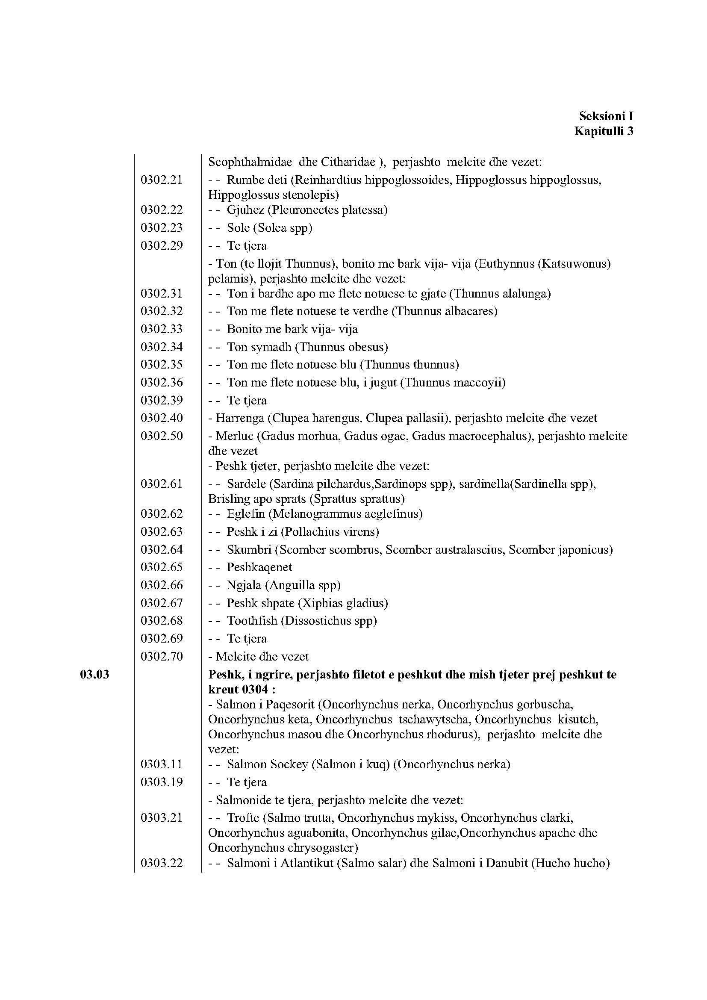 Seksioni I
Kapitulli 3
Scophthalmidae dhe Citharidae ), perjashto melcite dhe vezet:
0302.21 - - Rumbe deti (Reinhardtius hippoglossoides, Hippoglossus hippoglossus,
Hippoglossus stenolepis)
0302.22 - - Gjuhez (Pleuronectes platessa)
0302.23 - - Sole (Solea spp)
0302.29 - - Te tjera
- Ton (te llojit Thunnus), bonito me bark vija- vija (Euthynnus (Katsuwonus)
pelamis), perjashto melcite dhe vezet:
0302.31 - - Ton i bardhe apo me flete notuese te gjate (Thunnus alalunga)
0302.32 - - Ton me flete notuese te verdhe (Thunnus albacares)
0302.33 - - Bonito me bark vija- vija
0302.34 - - Ton symadh (Thunnus obesus)
0302.35 - - Ton me flete notuese blu (Thunnus thunnus)
0302.36 - - Ton me flete notuese blu, i jugut (Thunnus maccoyii)
0302.39 - - Te tjera
0302.40 - Harrenga (Clupea harengus, Clupea pallasii), perjashto melcite dhe vezet
0302.50 - Merluc (Gadus morhua, Gadus ogac, Gadus macrocephalus), perjashto melcite
dhe vezet
- Peshk tjeter, perjashto melcite dhe vezet:
0302.61 - - Sardele (Sardina pilchardus,Sardinops spp), sardinella(Sardinella spp),
Brisling apo sprats (Sprattus sprattus)
0302.62 - - Eglefin (Melanogrammus aeglefinus)
0302.63 - - Peshk i zi (Pollachius virens)
0302.64 - - Skumbri (Scomber scombrus, Scomber australascius, Scomber japonicus)
0302.65 - - Peshkaqenet
0302.66 - - Ngjala (Anguilla spp)
0302.67 - - Peshk shpate (Xiphias gladius)
0302.68 - - Toothfish (Dissostichus spp)
0302.69 - - Te tjera
0302.70 - Melcite dhe vezet
03.03 Peshk, i ngrire, perjashto filetot e peshkut dhe mish tjeter prej peshkut te
kreut 0304 :
- Salmon i Paqesorit (Oncorhynchus nerka, Oncorhynchus gorbuscha,
Oncorhynchus keta, Oncorhynchus tschawytscha, Oncorhynchus kisutch,
Oncorhynchus masou dhe Oncorhynchus rhodurus), perjashto melcite dhe
vezet:
0303.11 - - Salmon Sockey (Salmon i kuq) (Oncorhynchus nerka)
0303.19 - - Te tjera
- Salmonide te tjera, perjashto melcite dhe vezet:
0303.21 - - Trofte (Salmo trutta, Oncorhynchus mykiss, Oncorhynchus clarki,
Oncorhynchus aguabonita, Oncorhynchus gilae,Oncorhynchus apache dhe
Oncorhynchus chrysogaster)
0303.22 - - Salmoni i Atlantikut (Salmo salar) dhe Salmoni i Danubit (Hucho hucho)